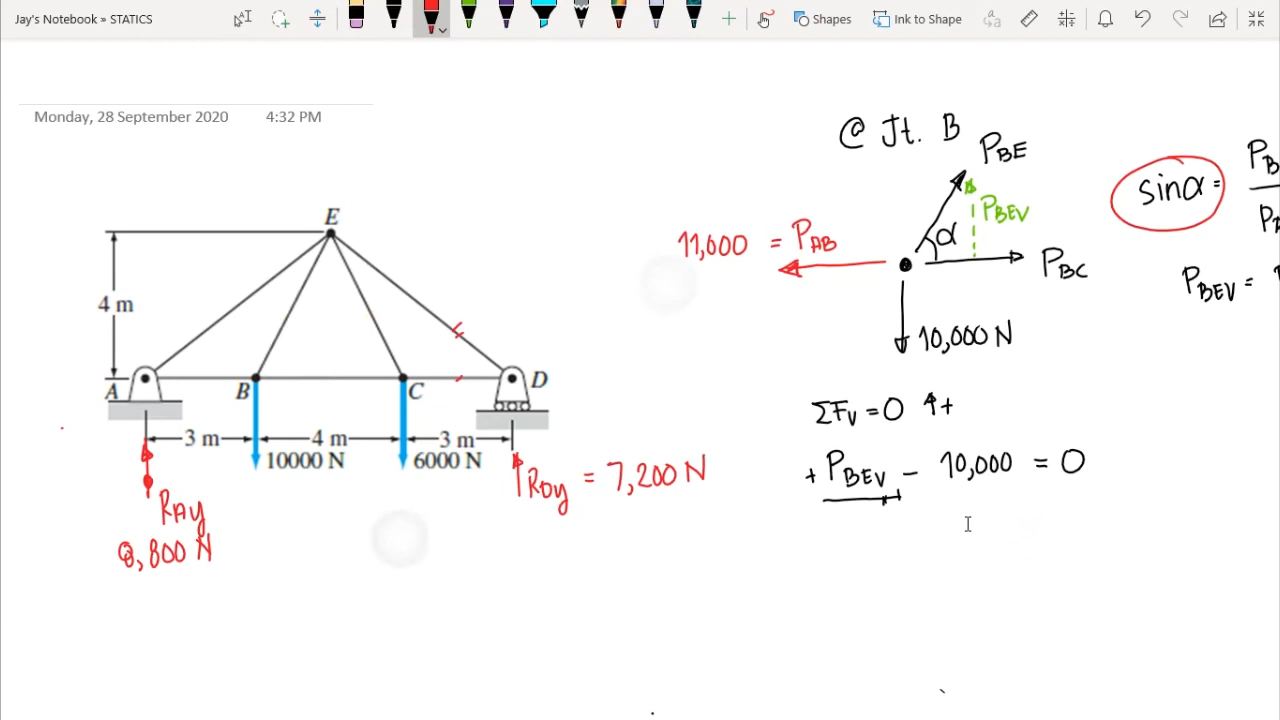 Jay's Notebook » STATICS
Shapes
Ink to Shape
Monday, 28 September 2020 4:32 PM
E
4 m
A
B
C
D
3 m
4 m
3 m
10000 N
6000 N
RAy
8,800 N
RDy = 7,200 N
@ Jt. B
PBE
PBEV
α
11,000 = PAB
PBC
10,000 N
sinα =
PBEV =
ΣFV = 0 ↑+
+ PBEV - 10,000 = 0